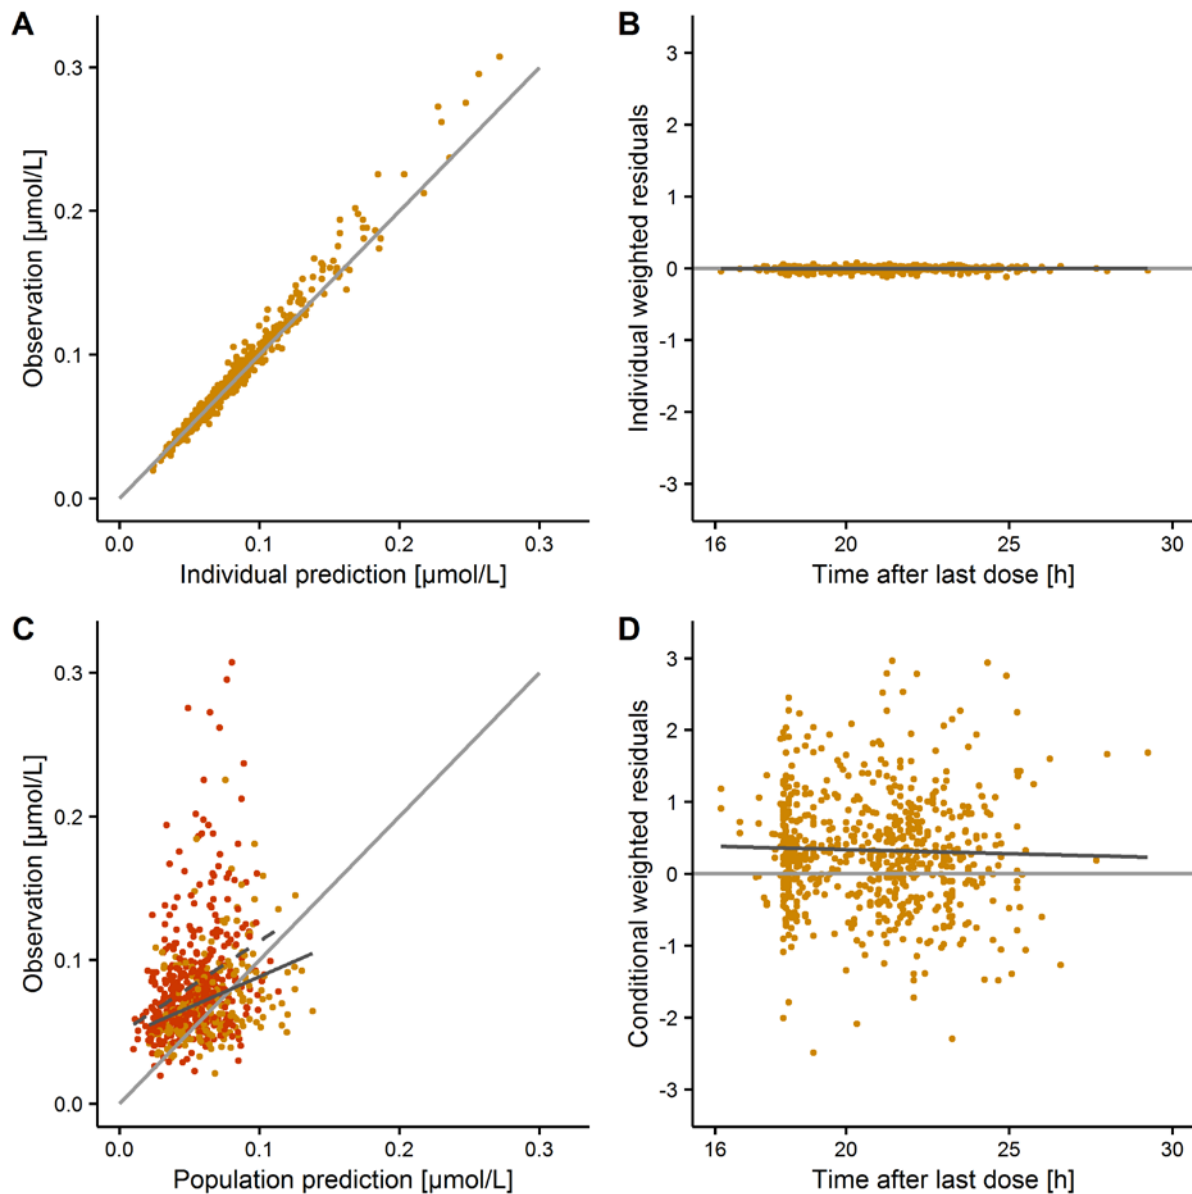 A
0.3
0.2
0.1
0.0
Observation [µmol/L]
0.0 0.1 0.2 0.3
Individual prediction [µmol/L]
B
3
2
1
0
-1
-2
-3
Individual weighted residuals
16 20 25 30
Time after last dose [h]
C
0.3
0.2
0.1
0.0
Observation [µmol/L]
0.0 0.1 0.2 0.3
Population prediction [µmol/L]
D
3
2
1
0
-1
-2
-3
Conditional weighted residuals
16 20 25 30
Time after last dose [h]